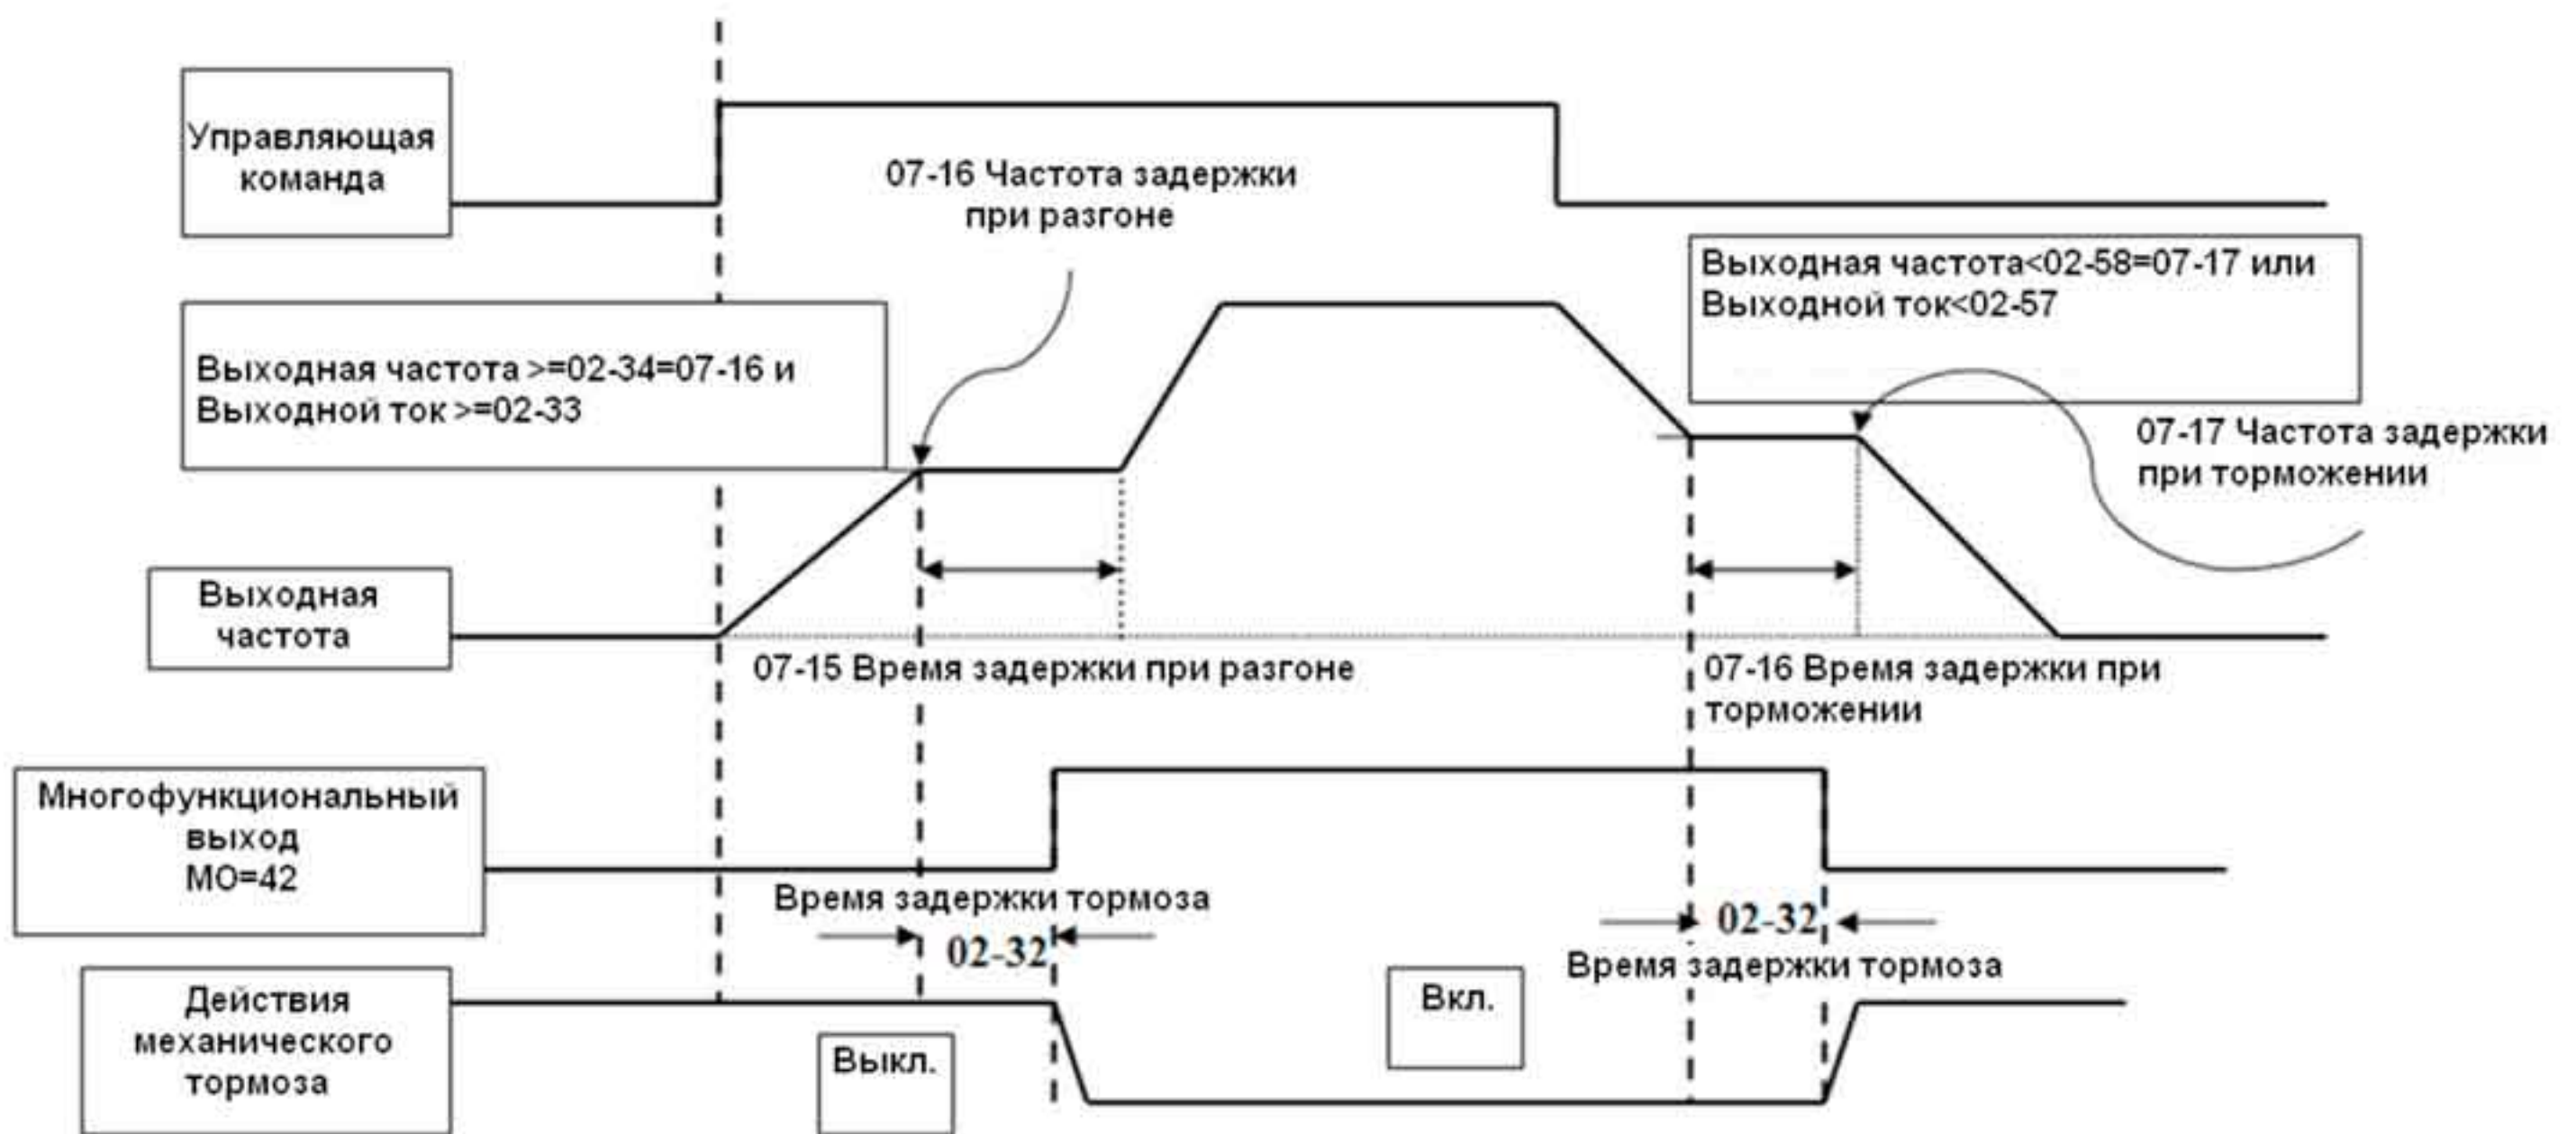 Управляющая
команда
07-16 Частота задержки
при разгоне
Выходная частота<02-58=07-17 или
Выходной ток<02-57
Выходная частота >=02-34=07-16 и
Выходной ток >=02-33
07-17 Частота задержки
при торможении
Выходная
частота
07-15 Время задержки при разгоне
07-16 Время задержки при
торможении
Многофункциональный
выход
МО=42
Время задержки тормоза
02-32
02-32
Время задержки тормоза
Действия
механического
тормоза
Выкл.
Вкл.